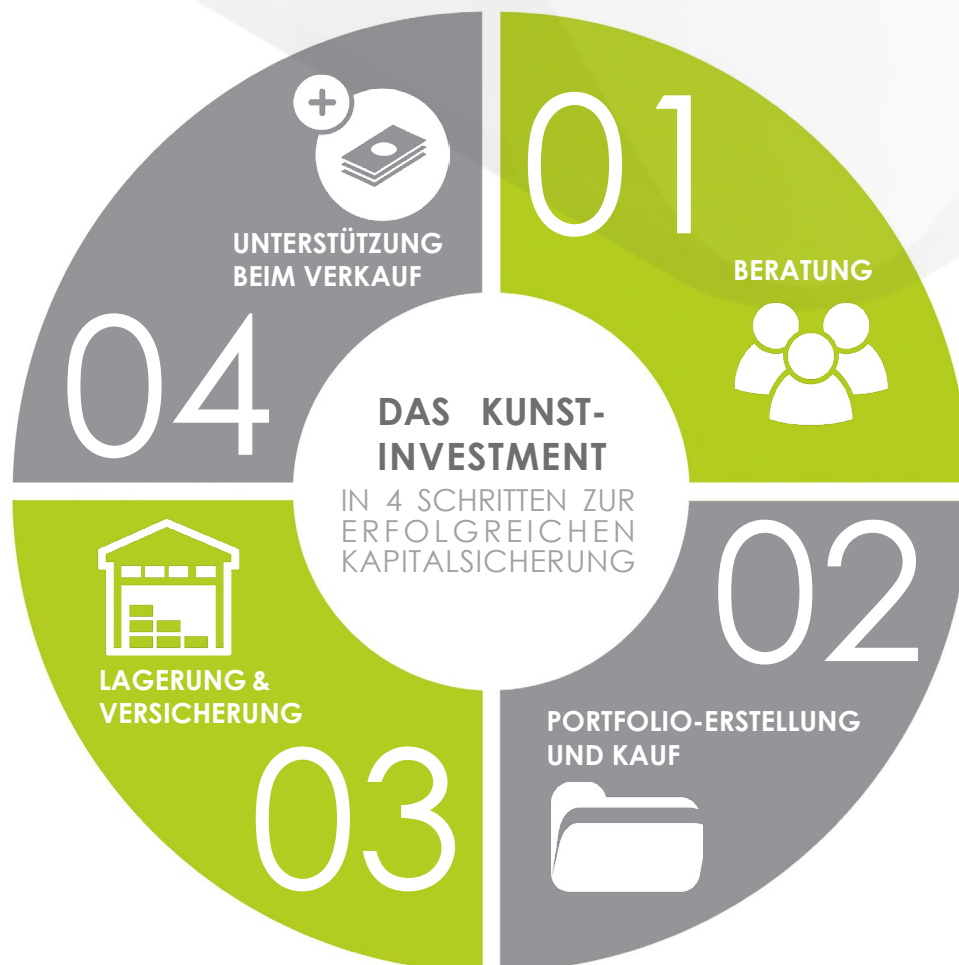 DAS KUNST-
INVESTMENT
IN 4 SCHRITTEN ZUR
ERFOLGREICHEN
KAPITALSICHERUNG
01
BERATUNG
02
PORTFOLIO-ERSTELLUNG
UND KAUF
LAGERUNG &
VERSICHERUNG
03
UNTERSTÜTZUNG
BEIM VERKAUF
04